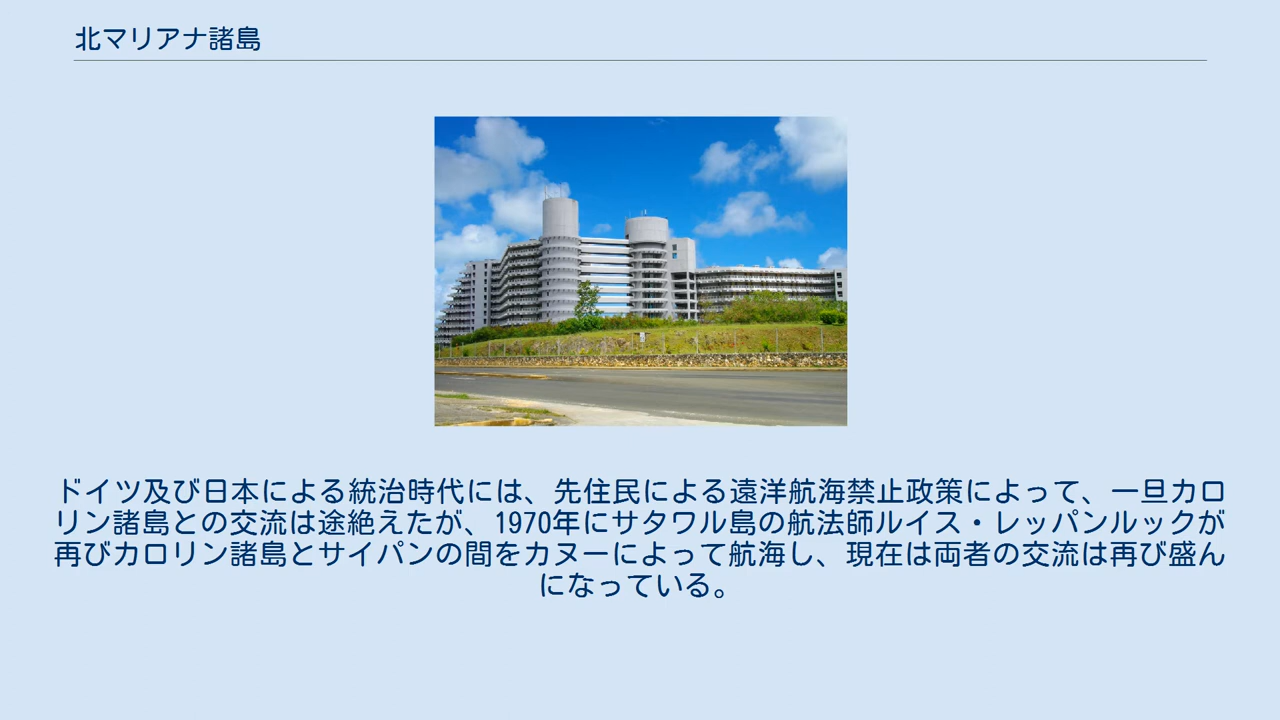 北マリアナ諸島
ドイツ及び日本による統治時代には、先住民による遠洋航海禁止政策によって、一旦カロ
リン諸島との交流は途絶えたが、1970年にサタワル島の航法師ルイス・レッパンルックが
再びカロリン諸島とサイパンの間をカヌーによって航海し、現在は両者の交流は再び盛ん
になっている。